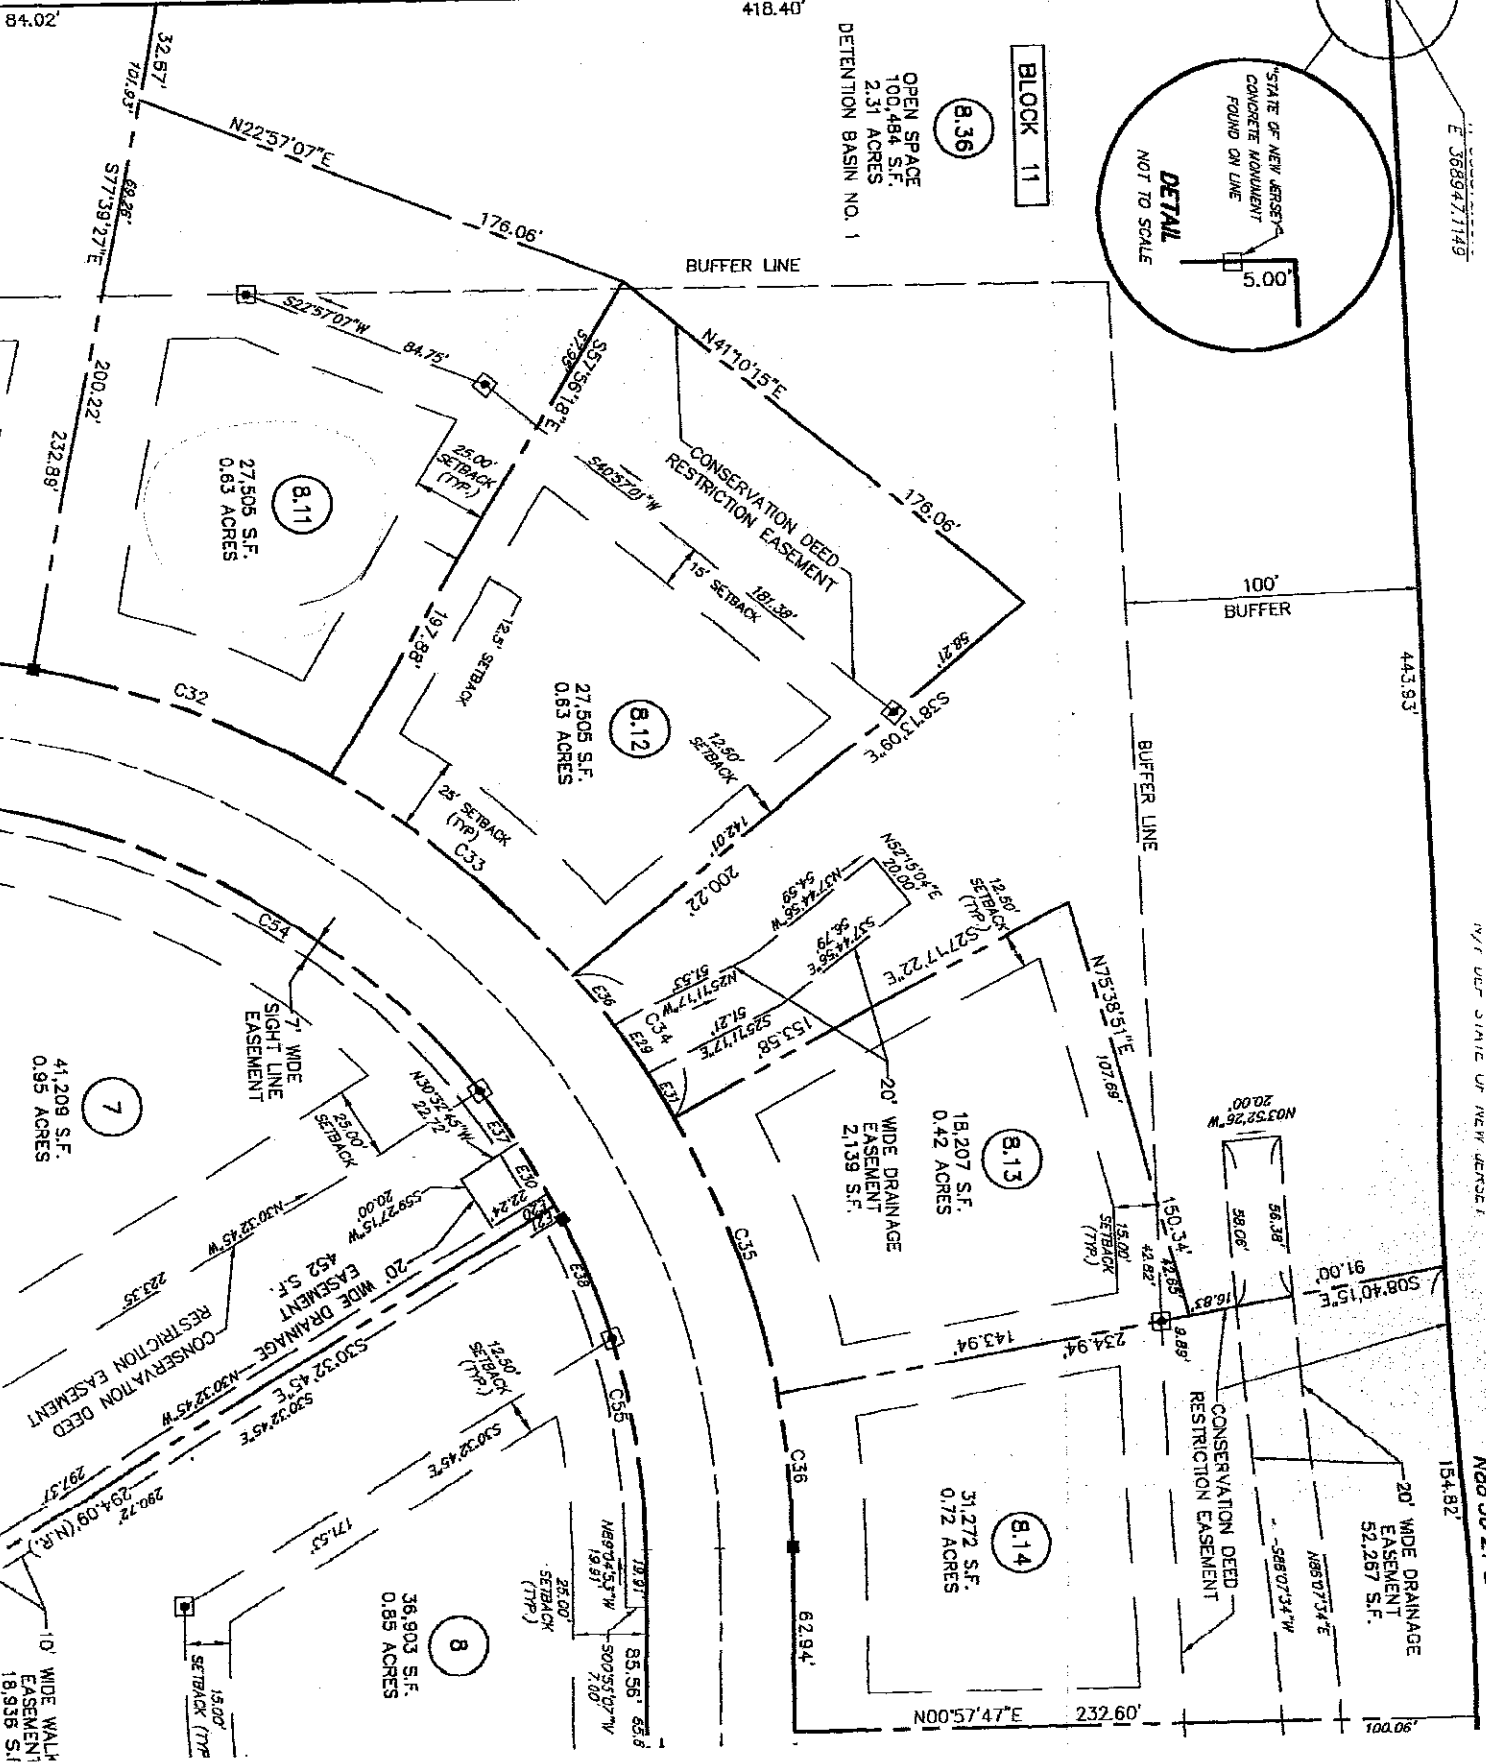 84.02'
418.40'
E 368947.1149
32.67'
101.93'
S77°39'27"E
69.26'
200.22'
232.89'
N22°57'07"E
176.06'
DETENTION BASIN NO. 1
OPEN SPACE
100,484 S.F.
2.31 ACRES
8.36
BLOCK 11
"STATE OF NEW JERSEY"
CONCRETE MONUMENT
FOUND ON LINE
DETAIL
NOT TO SCALE
5.00'
BUFFER LINE
S22°57'07"W
84.75'
S57°56'18"E
57.99'
197.88'
N41°10'15"E
176.06'
CONSERVATION DEED
RESTRICTION EASEMENT
S40°57'01"W
181.38'
25.00'
SETBACK
(TYP.)
15' SETBACK
12.5' SETBACK
8.11
27,505 S.F.
0.63 ACRES
100'
BUFFER
443.93'
BUFFER LINE
58.21'
S38°13'09"E
142.01'
200.22'
8.12
27,505 S.F.
0.63 ACRES
12.50'
SETBACK
25' SETBACK
(TYP)
C32
C33
C54
7' WIDE
SIGHT LINE
EASEMENT
N52°15'04"E
20.00'
N37°44'56"W
54.59'
S37°44'56"E
56.79'
N25°11'17"W
51.53'
S25°11'17"E
51.21'
E36
C34
E29
E31
12.50'
SETBACK
(TYP.)
S27°17'22"E
153.58'
N75°38'51"E
107.69'
150.34'
42.65'
42.82'
20' WIDE DRAINAGE
EASEMENT
2,139 S.F.
8.13
18,207 S.F.
0.42 ACRES
15.00'
SETBACK
(TYP.)
N03°52'26"W
20.00'
56.38'
58.06'
S08°40'15"E
91.00'
16.83'
9.89'
234.94'
143.94'
7
41,209 S.F.
0.95 ACRES
25.00'
SETBACK
N30°32'45"W
22.72'
E37
E30
22.24'
E20
E21
S59°27'15"W
20.00'
E38
C35
N30°32'45"W
223.35'
CONSERVATION DEED
RESTRICTION EASEMENT
20' WIDE DRAINAGE
EASEMENT
452 S.F.
N30°32'45"W
297.37'
S30°32'45"E
294.09'(N.R.)
S30°32'45"E
290.72'
12.50'
SETBACK
(TYP.)
S30°32'45"E
171.53'
C55
C36
CONSERVATION DEED
RESTRICTION EASEMENT
8.14
31,272 S.F.
0.72 ACRES
20' WIDE DRAINAGE
EASEMENT
52,267 S.F.
154.82'
S86°07'34"W
N86°07'34"E
N89°04'53"W
19.91'
19.91'
25.00'
SETBACK
(TYP.)
S00°55'07"W
7.00'
85.56'
62.94'
8
36,903 S.F.
0.85 ACRES
15.00'
SETBACK (TYP
10' WIDE WALK
EASEMENT
18,936 S.F
N00°57'47"E
232.60'
100.06'